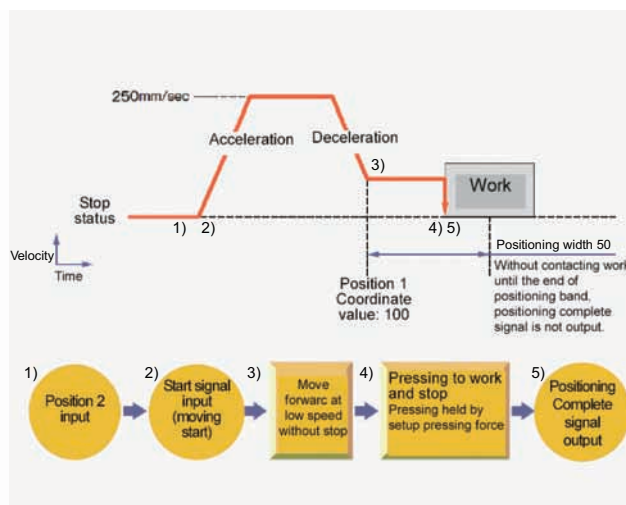 250mm/sec
Acceleration
Deceleration
3)
Work
Stop
status
1)
2)
4)
5)
Velocity
Time
Positioning width 50
Position 1
Coordinate
value: 100
Without contacting work
until the end of
positioning band,
positioning complete
signal is not output.
1)
Position 2
input
2)
Start signal
input
(moving
start)
3)
Move
forwarc at
low speed
without stop
4)
Pressing to work
and stop
Pressing held by
setup pressing force
5)
Positioning
Complete
signal
output